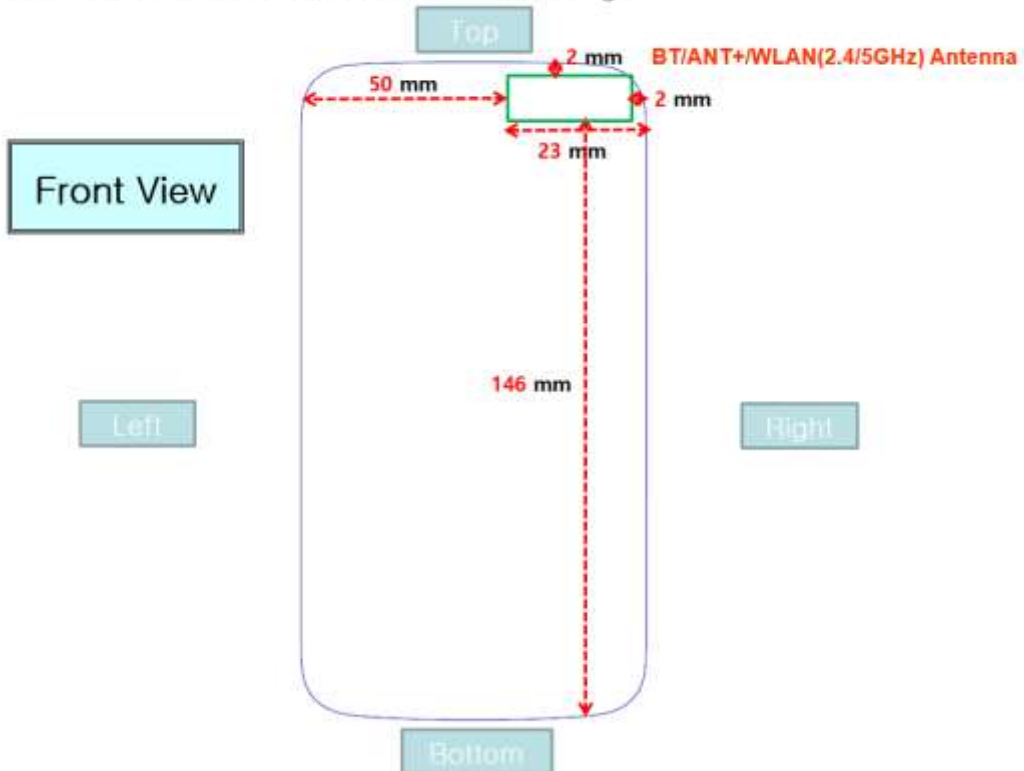 Top
2 mm
BT/ANT+/WLAN(2.4/5GHz) Antenna
50 mm
2 mm
23 mm
Front View
146 mm
Left
Right
Bottom